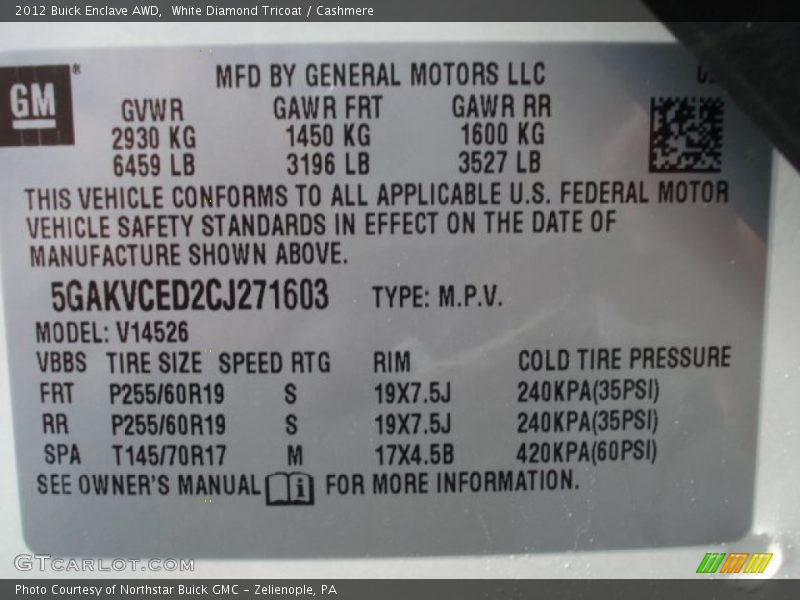 2012 Buick Enclave AWD,  White Diamond Tricoat / Cashmere
GM®
MFD BY GENERAL MOTORS LLC
GVWR GAWR FRT GAWR RR
2930 KG 1450 KG 1600 KG
6459 LB 3196 LB 3527 LB
THIS VEHICLE CONFORMS TO ALL APPLICABLE U.S. FEDERAL MOTOR
VEHICLE SAFETY STANDARDS IN EFFECT ON THE DATE OF
MANUFACTURE SHOWN ABOVE.
5GAKVCED2CJ271603 TYPE: M.P.V.
MODEL: V14526
VBBS TIRE SIZE SPEED RTG RIM COLD TIRE PRESSURE
FRT P255/60R19 S 19X7.5J 240KPA(35PSI)
RR P255/60R19 S 19X7.5J 240KPA(35PSI)
SPA T145/70R17 M 17X4.5B 420KPA(60PSI)
SEE OWNER'S MANUAL i FOR MORE INFORMATION.
GTCARLOT.COM
Photo Courtesy of Northstar Buick GMC – Zelienople, PA